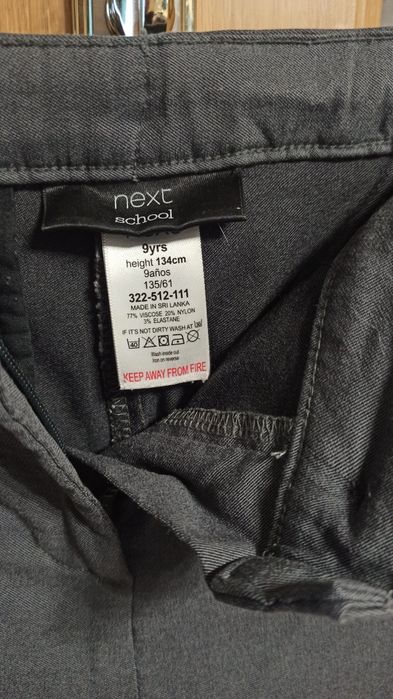 next
school
9yrs
height 134cm
9años
135/61
322-512-111
MADE IN SRI LANKA
77% VISCOSE 20% NYLON
3% ELASTANE
IF IT'S NOT DIRTY WASH AT
40
Wash inside out
Iron on reverse
KEEP AWAY FROM FIRE